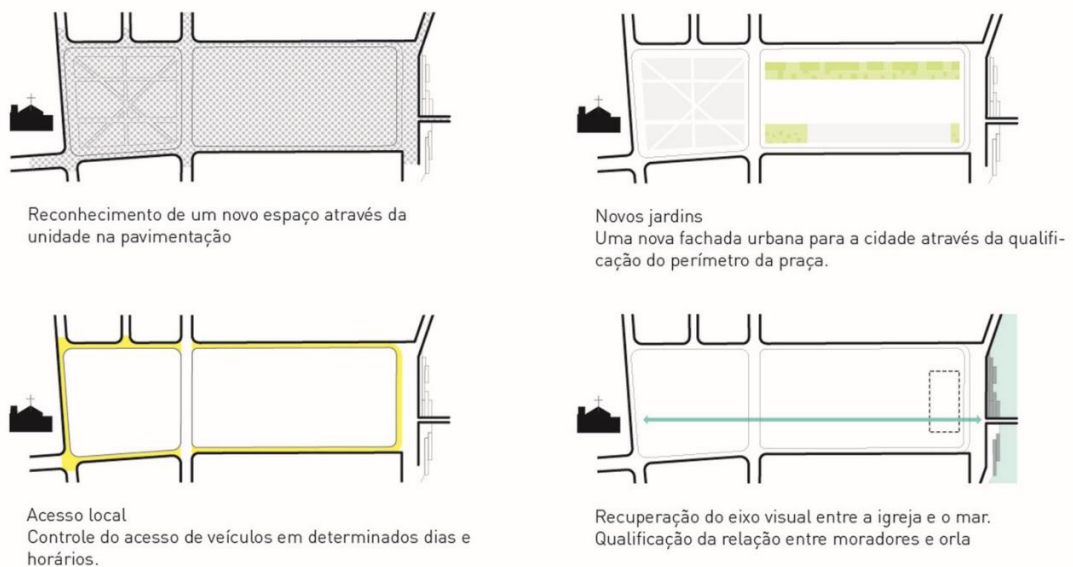 Reconhecimento de um novo espaço através da
unidade na pavimentação
Novos jardins
Uma nova fachada urbana para a cidade através da qualifi-
cação do perímetro da praça.
Acesso local
Controle do acesso de veículos em determinados dias e
horários.
Recuperação do eixo visual entre a igreja e o mar.
Qualificação da relação entre moradores e orla